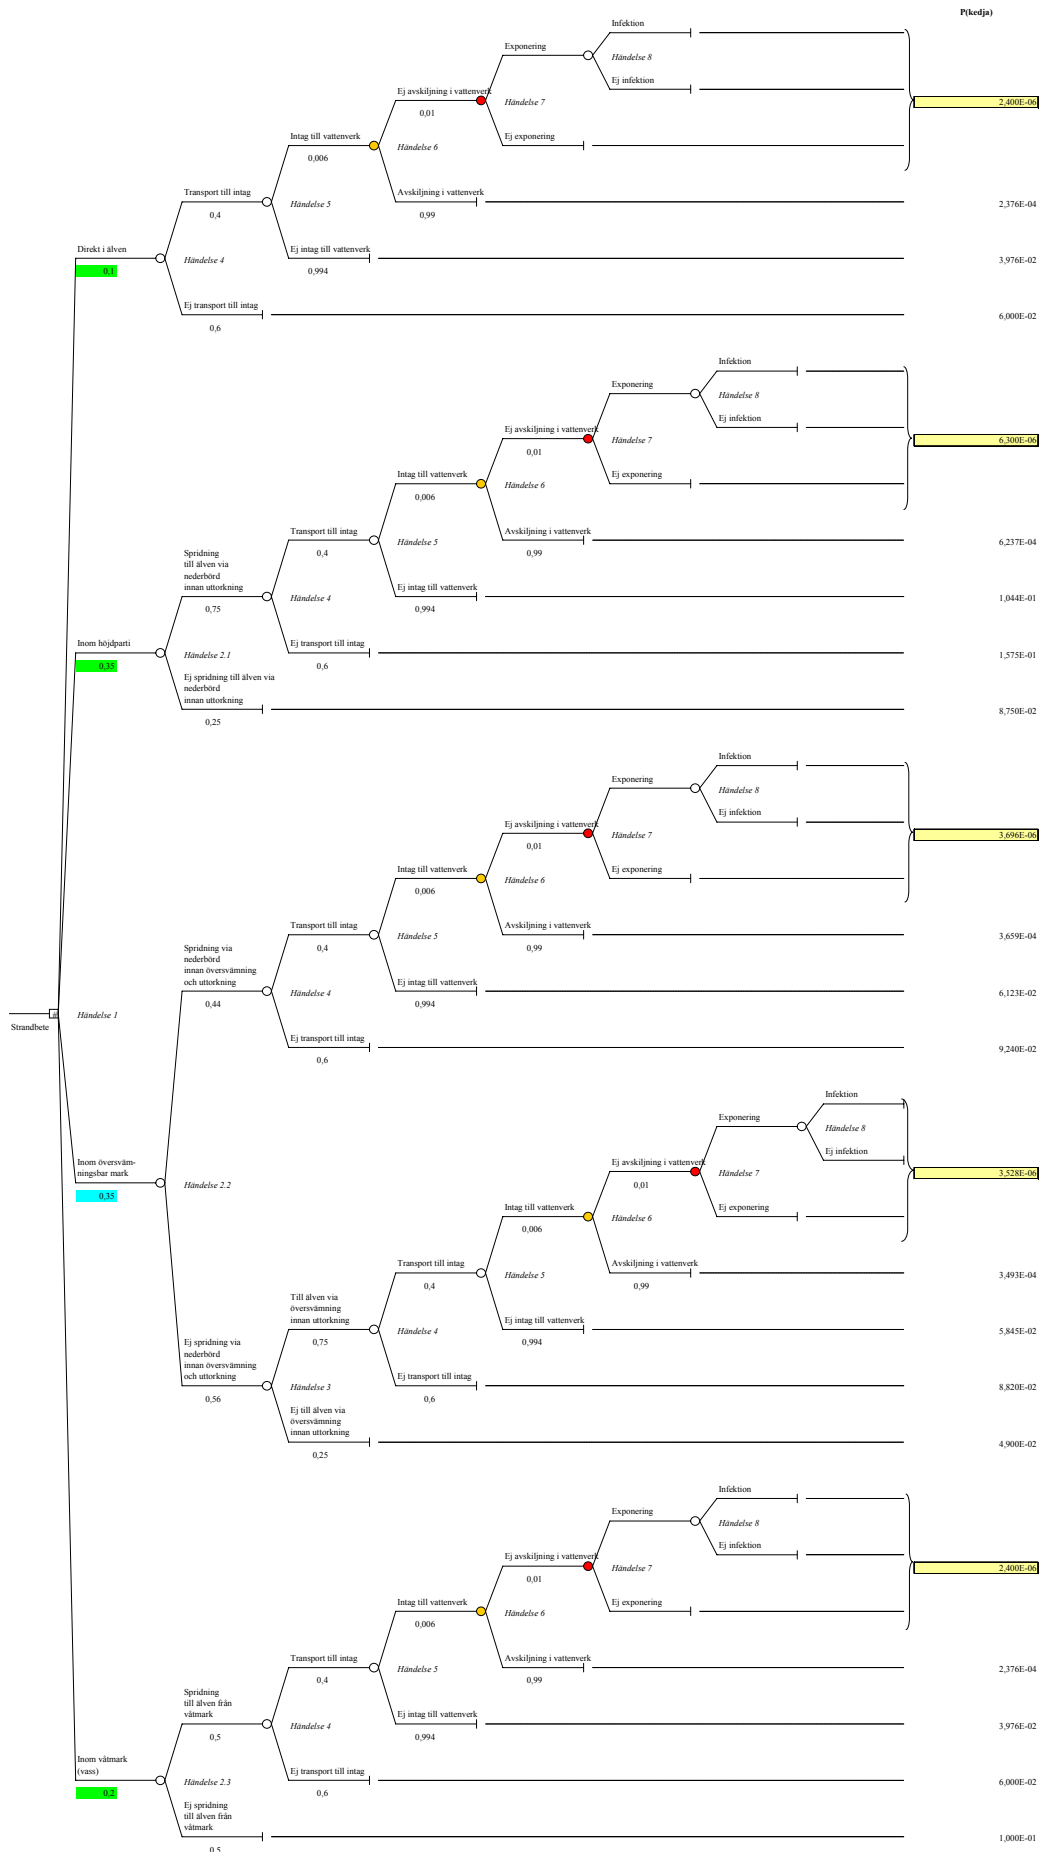 P(kedja)
Infektion
Exponering
Händelse 8
Ej infektion
Ej avskiljning i vattenverk
Händelse 7
2,400E-06
0,01
Ej exponering
Intag till vattenverk
Händelse 6
0,006
Transport till intag
Avskiljning i vattenverk
Händelse 5
2,376E-04
0,4
0,99
Direkt i älven
Ej intag till vattenverk
Händelse 4
3,976E-02
0,1
0,994
Ej transport till intag
6,000E-02
0,6
Infektion
Exponering
Händelse 8
Ej infektion
Ej avskiljning i vattenverk
Händelse 7
6,300E-06
0,01
Ej exponering
Intag till vattenverk
Händelse 6
0,006
Transport till intag
Avskiljning i vattenverk
Händelse 5
6,237E-04
0,4
0,99
Spridning
till älven via
nederbörd
innan uttorkning
Ej intag till vattenverk
Händelse 4
1,044E-01
0,75
0,994
Inom höjdparti
Ej transport till intag
Händelse 2.1
1,575E-01
0,35
0,6
Ej spridning till älven via
nederbörd
innan uttorkning
8,750E-02
0,25
Infektion
Exponering
Händelse 8
Ej infektion
Ej avskiljning i vattenverk
Händelse 7
3,696E-06
0,01
Ej exponering
Intag till vattenverk
Händelse 6
0,006
Transport till intag
Avskiljning i vattenverk
Händelse 5
3,659E-04
0,4
0,99
Spridning via
nederbörd
innan översvämning
och uttorkning
Ej intag till vattenverk
Händelse 4
6,123E-02
0,44
0,994
#
Händelse 1
Strandbete
Ej transport till intag
9,240E-02
0,6
Infektion
Exponering
Händelse 8
Ej infektion
Inom översväm-
ningsbar mark
Ej avskiljning i vattenverk
Händelse 7
3,528E-06
0,35
Händelse 2.2
0,01
Ej exponering
Intag till vattenverk
Händelse 6
0,006
Transport till intag
Avskiljning i vattenverk
Händelse 5
3,493E-04
0,4
0,99
Till älven via
översvämning
innan uttorkning
Ej intag till vattenverk
Händelse 4
5,845E-02
0,75
0,994
Ej spridning via
nederbörd
innan översvämning
och uttorkning
Ej transport till intag
Händelse 3
8,820E-02
0,56
0,6
Ej till älven via
översvämning
innan uttorkning
4,900E-02
0,25
Infektion
Exponering
Händelse 8
Ej infektion
Ej avskiljning i vattenverk
Händelse 7
2,400E-06
0,01
Ej exponering
Intag till vattenverk
Händelse 6
0,006
Transport till intag
Avskiljning i vattenverk
Händelse 5
2,376E-04
0,4
0,99
Spridning
till älven från
våtmark
Ej intag till vattenverk
Händelse 4
3,976E-02
0,5
0,994
Inom våtmark
(vass)
Ej transport till intag
Händelse 2.3
6,000E-02
0,2
0,6
Ej spridning
till älven från
våtmark
1,000E-01
0,5